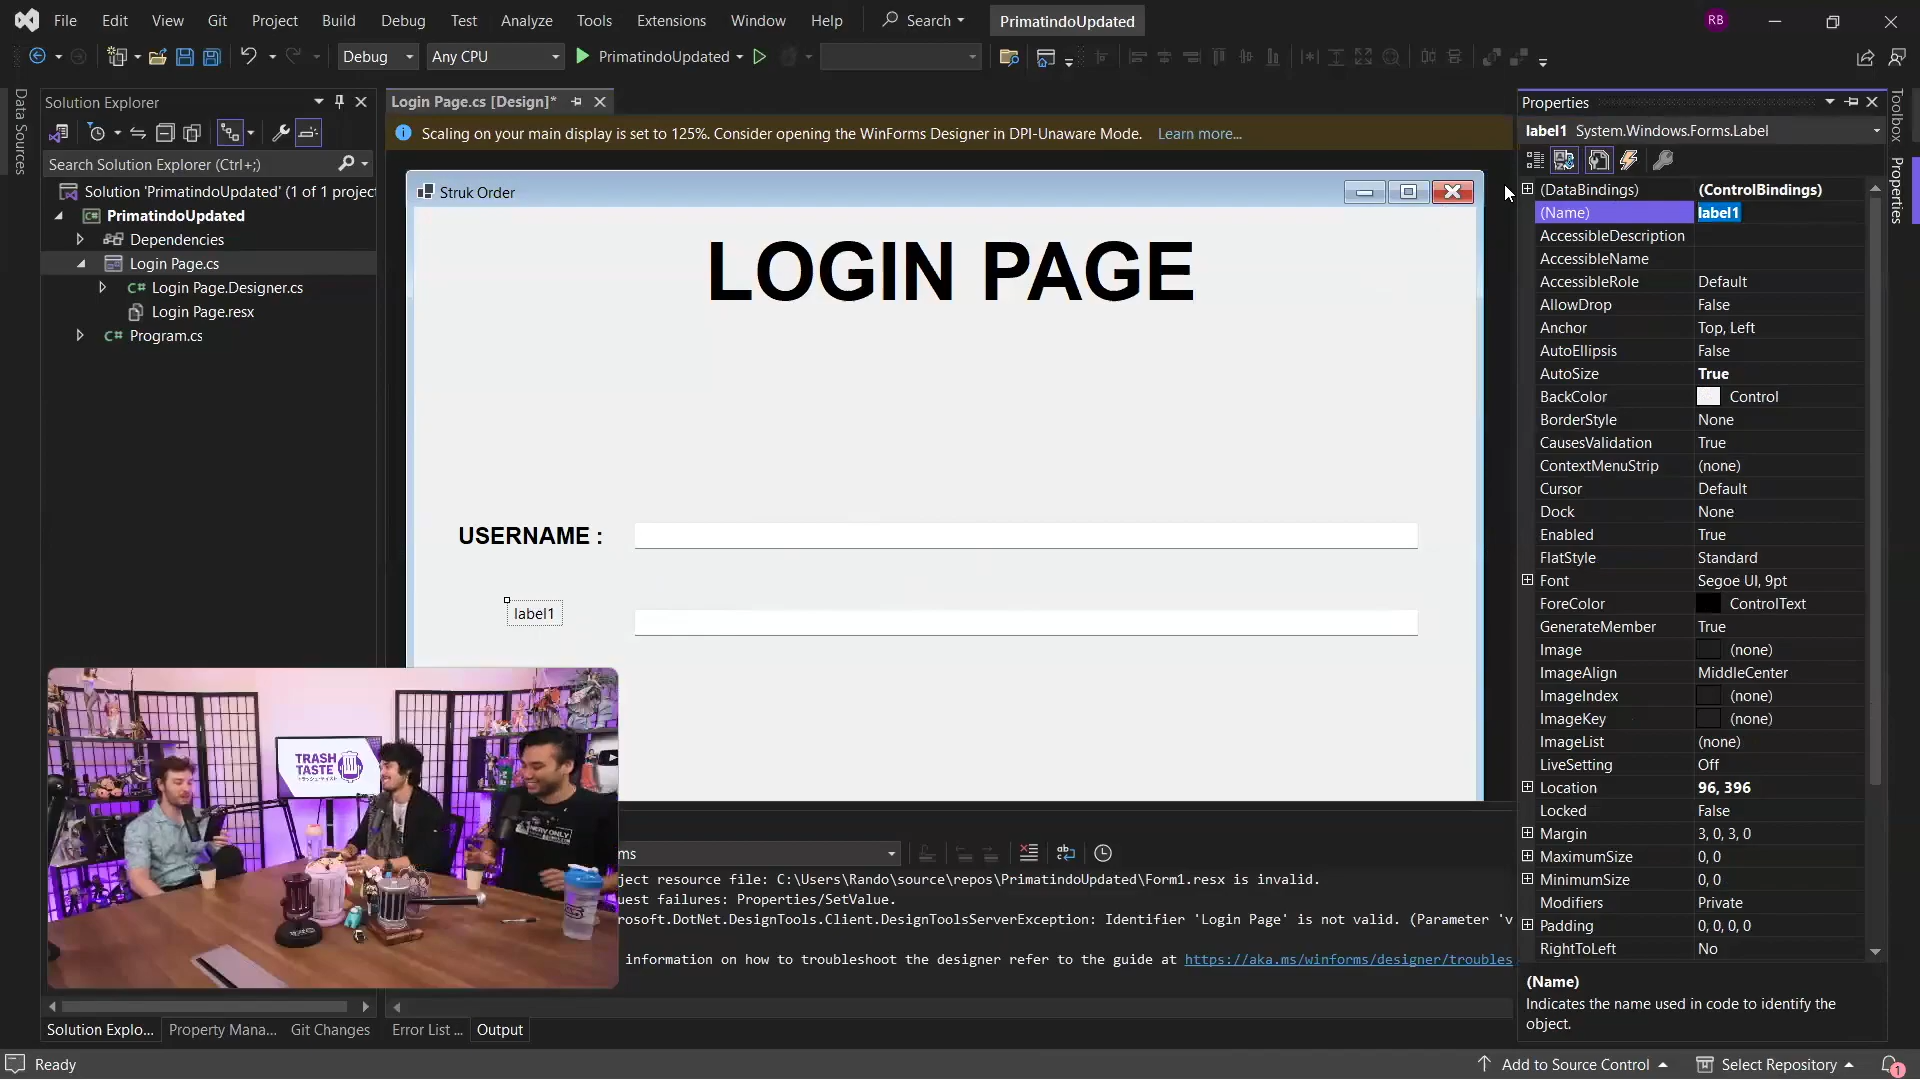 File Edit View Git Project Build Debug Test Analyze Tools Extensions Window Help Search PrimatindoUpdated RB
Debug Any CPU PrimatindoUpdated
Data Sources
Solution Explorer
Search Solution Explorer (Ctrl+;)
Solution 'PrimatindoUpdated' (1 of 1 project
PrimatindoUpdated
Dependencies
Login Page.cs
Login Page.Designer.cs
Login Page.resx
Program.cs
Login Page.cs [Design]*
Scaling on your main display is set to 125%. Consider opening the WinForms Designer in DPI-Unaware Mode. Learn more...
Struk Order
LOGIN PAGE
USERNAME :
label1
TRASH
TASTE
NERV ONLY
ms
ject resource file: C:\Users\Rando\source\repos\PrimatindoUpdated\Form1.resx is invalid.
uest failures: Properties/SetValue.
rosoft.DotNet.DesignTools.Client.DesignToolsServerException: Identifier 'Login Page' is not valid. (Parameter 'v
information on how to troubleshoot the designer refer to the guide at https://aka.ms/winforms/designer/troubles
Solution Explo... Property Mana... Git Changes Error List ... Output
Properties
label1 System.Windows.Forms.Label
(DataBindings) (ControlBindings)
(Name) label1
AccessibleDescription
AccessibleName
AccessibleRole Default
AllowDrop False
Anchor Top, Left
AutoEllipsis False
AutoSize True
BackColor Control
BorderStyle None
CausesValidation True
ContextMenuStrip (none)
Cursor Default
Dock None
Enabled True
FlatStyle Standard
Font Segoe UI, 9pt
ForeColor ControlText
GenerateMember True
Image (none)
ImageAlign MiddleCenter
ImageIndex (none)
ImageKey (none)
ImageList (none)
LiveSetting Off
Location 96, 396
Locked False
Margin 3, 0, 3, 0
MaximumSize 0, 0
MinimumSize 0, 0
Modifiers Private
Padding 0, 0, 0, 0
RightToLeft No
(Name)
Indicates the name used in code to identify the
object.
Toolbox
Properties
Ready Add to Source Control Select Repository 1